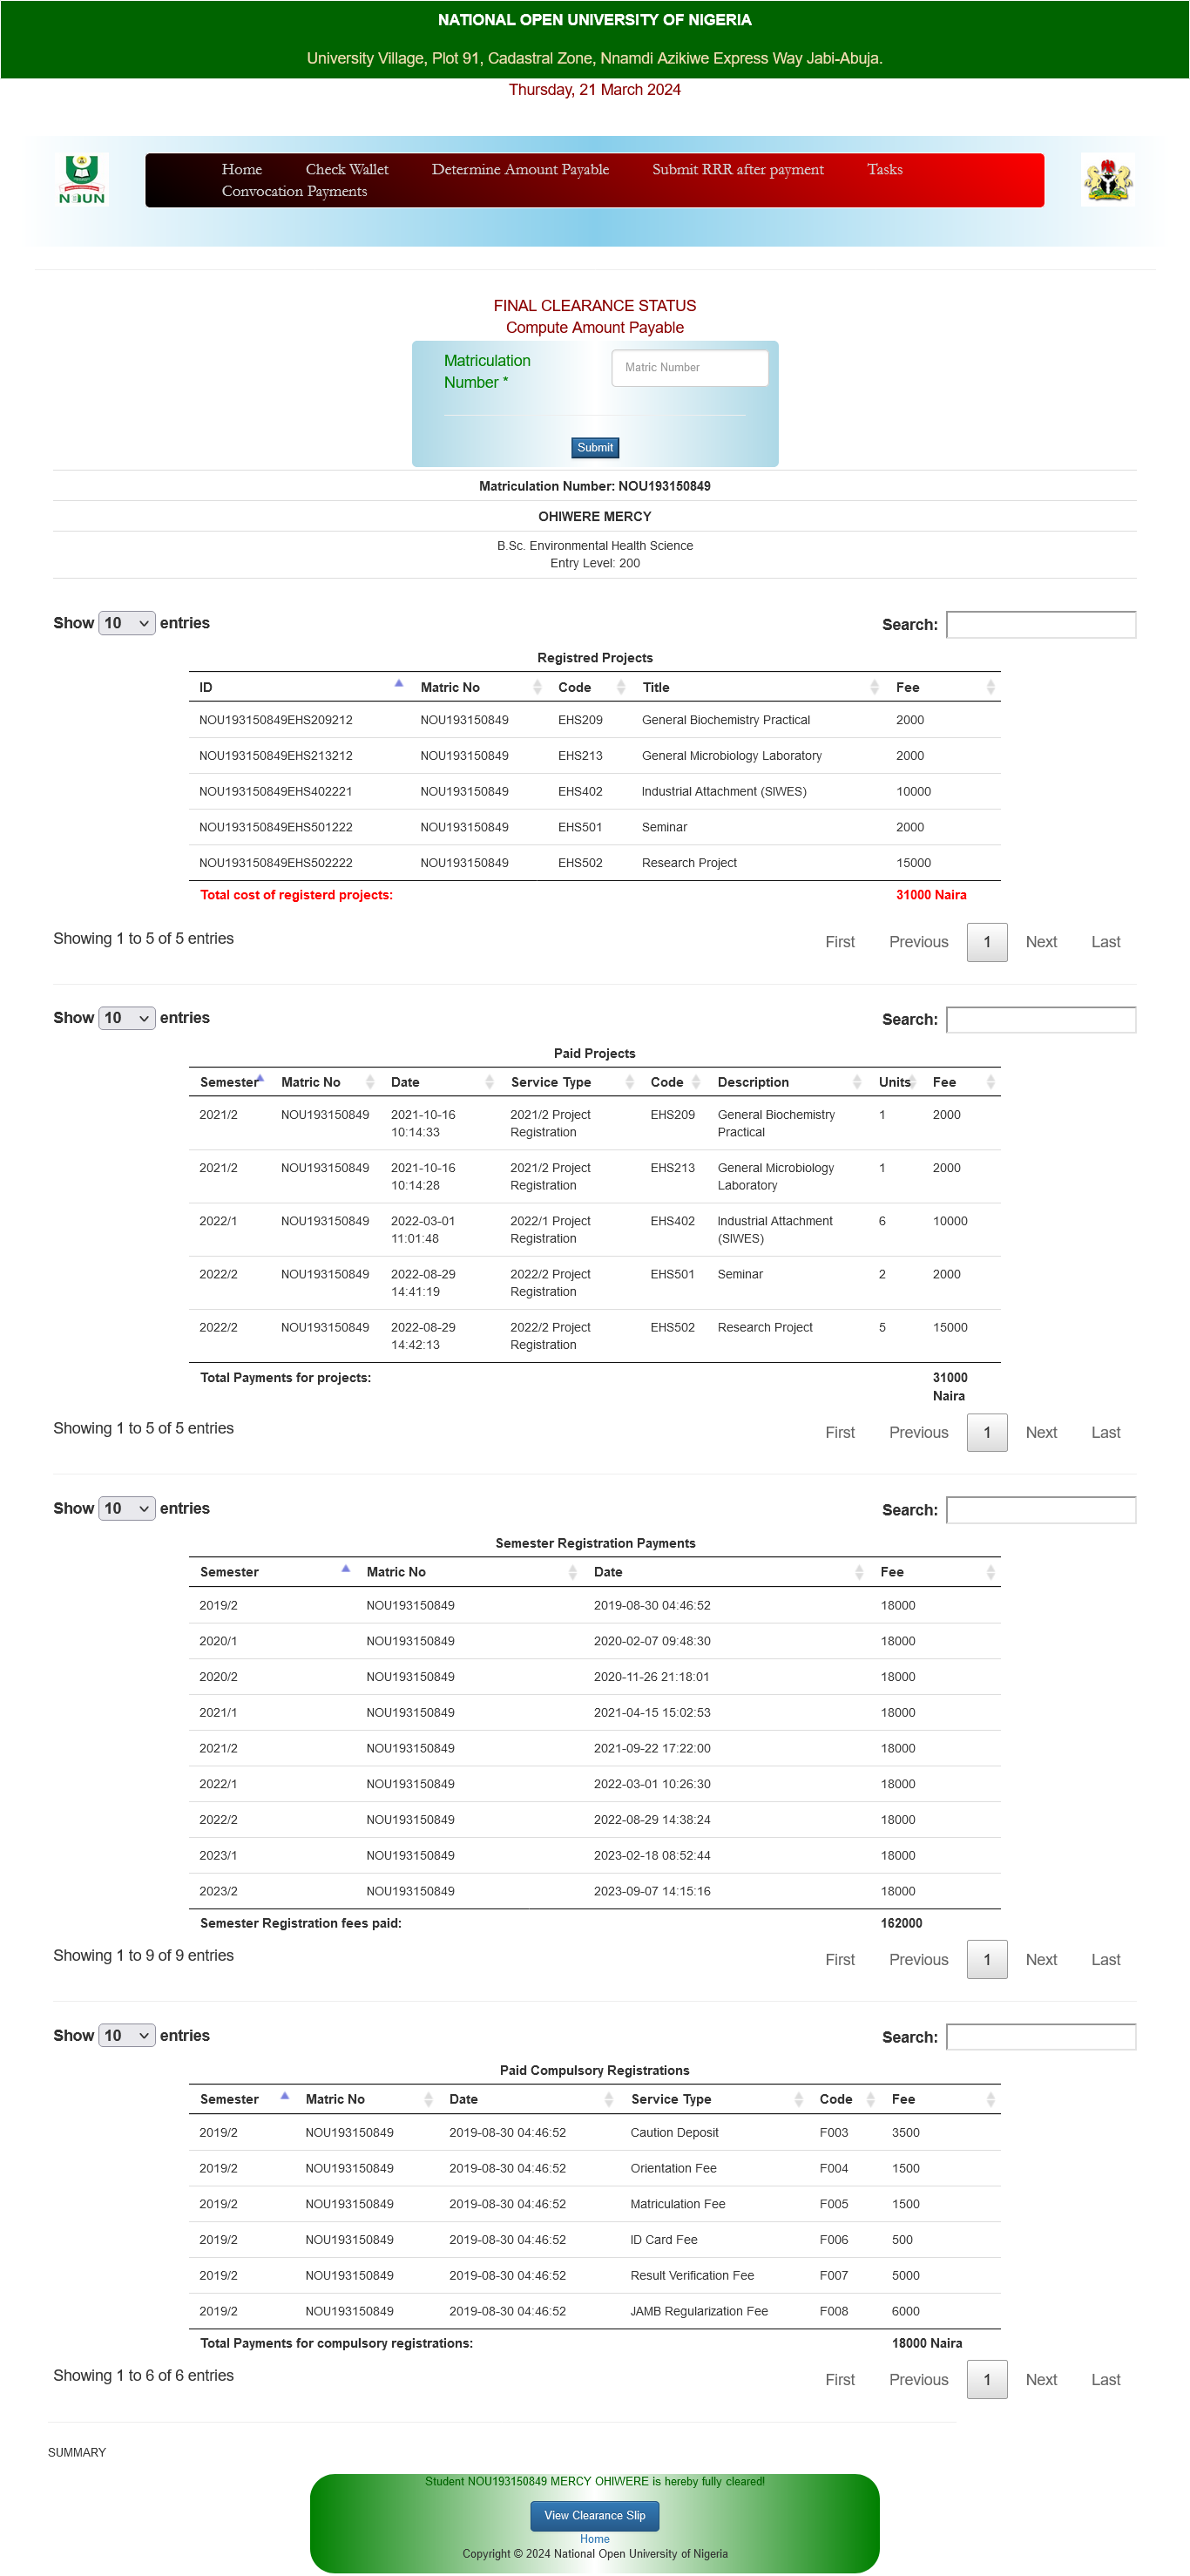 NATIONAL OPEN UNIVERSITY OF NIGERIA
University Village, Plot 91, Cadastral Zone, Nnamdi Azikiwe Express Way Jabi-Abuja.
Thursday, 21 March 2024
NOUN
Home Check Wallet Determine Amount Payable Submit RRR after payment Tasks
Convocation Payments
FINAL CLEARANCE STATUS
Compute Amount Payable
Matriculation Number * Matric Number
Submit
Matriculation Number: NOU193150849
OHIWERE MERCY
B.Sc. Environmental Health Science
Entry Level: 200
Show 10 entries Search:
Registred Projects
ID Matric No Code Title Fee
NOU193150849EHS209212 NOU193150849 EHS209 General Biochemistry Practical 2000
NOU193150849EHS213212 NOU193150849 EHS213 General Microbiology Laboratory 2000
NOU193150849EHS402221 NOU193150849 EHS402 Industrial Attachment (SIWES) 10000
NOU193150849EHS501222 NOU193150849 EHS501 Seminar 2000
NOU193150849EHS502222 NOU193150849 EHS502 Research Project 15000
Total cost of registerd projects: 31000 Naira
Showing 1 to 5 of 5 entries First Previous 1 Next Last
Show 10 entries Search:
Paid Projects
Semester Matric No Date Service Type Code Description Units Fee
2021/2 NOU193150849 2021-10-16 10:14:33 2021/2 Project Registration EHS209 General Biochemistry Practical 1 2000
2021/2 NOU193150849 2021-10-16 10:14:28 2021/2 Project Registration EHS213 General Microbiology Laboratory 1 2000
2022/1 NOU193150849 2022-03-01 11:01:48 2022/1 Project Registration EHS402 Industrial Attachment (SIWES) 6 10000
2022/2 NOU193150849 2022-08-29 14:41:19 2022/2 Project Registration EHS501 Seminar 2 2000
2022/2 NOU193150849 2022-08-29 14:42:13 2022/2 Project Registration EHS502 Research Project 5 15000
Total Payments for projects: 31000 Naira
Showing 1 to 5 of 5 entries First Previous 1 Next Last
Show 10 entries Search:
Semester Registration Payments
Semester Matric No Date Fee
2019/2 NOU193150849 2019-08-30 04:46:52 18000
2020/1 NOU193150849 2020-02-07 09:48:30 18000
2020/2 NOU193150849 2020-11-26 21:18:01 18000
2021/1 NOU193150849 2021-04-15 15:02:53 18000
2021/2 NOU193150849 2021-09-22 17:22:00 18000
2022/1 NOU193150849 2022-03-01 10:26:30 18000
2022/2 NOU193150849 2022-08-29 14:38:24 18000
2023/1 NOU193150849 2023-02-18 08:52:44 18000
2023/2 NOU193150849 2023-09-07 14:15:16 18000
Semester Registration fees paid: 162000
Showing 1 to 9 of 9 entries First Previous 1 Next Last
Show 10 entries Search:
Paid Compulsory Registrations
Semester Matric No Date Service Type Code Fee
2019/2 NOU193150849 2019-08-30 04:46:52 Caution Deposit F003 3500
2019/2 NOU193150849 2019-08-30 04:46:52 Orientation Fee F004 1500
2019/2 NOU193150849 2019-08-30 04:46:52 Matriculation Fee F005 1500
2019/2 NOU193150849 2019-08-30 04:46:52 ID Card Fee F006 500
2019/2 NOU193150849 2019-08-30 04:46:52 Result Verification Fee F007 5000
2019/2 NOU193150849 2019-08-30 04:46:52 JAMB Regularization Fee F008 6000
Total Payments for compulsory registrations: 18000 Naira
Showing 1 to 6 of 6 entries First Previous 1 Next Last
SUMMARY
Student NOU193150849 MERCY OHIWERE is hereby fully cleared!
View Clearance Slip
Home
Copyright © 2024 National Open University of Nigeria